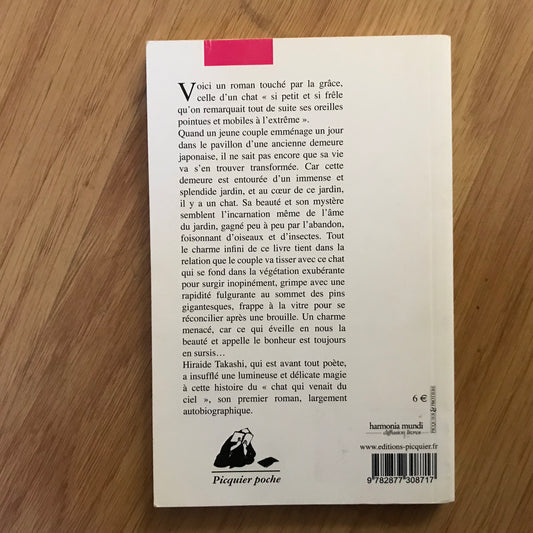 Voici un roman touché par la grâce,
celle d'un chat « si petit et si frêle
qu'on remarquait tout de suite ses oreilles
pointues et mobiles à l'extrême ».
Quand un jeune couple emménage un jour
dans le pavillon d'une ancienne demeure
japonaise, il ne sait pas encore que sa vie
va s'en trouver transformée. Car cette
demeure est entourée d'un immense et
splendide jardin, et au cœur de ce jardin,
il y a un chat. Sa beauté et son mystère
semblent l'incarnation même de l'âme
du jardin, gagné peu à peu par l'abandon,
foisonnant d'oiseaux et d'insectes. Tout
le charme infini de ce livre tient dans la
relation que le couple va tisser avec ce chat
qui se fond dans la végétation exubérante
pour surgir inopinément, grimpe avec une
rapidité fulgurante au sommet des pins
gigantesques, frappe à la vitre pour se
réconcilier après une brouille. Un charme
menacé, car ce qui éveille en nous la
beauté et appelle le bonheur est toujours
en sursis…
Hiraide Takashi, qui est avant tout poète,
a insufflé une lumineuse et délicate magie
à cette histoire du « chat qui venait du
ciel », son premier roman, largement
autobiographique.
6 €
PICQUIER & PROTIÈRE
harmonia mundi
diffusion livres
www.editions-picquier.fr
9 782877 308717
Picquier poche